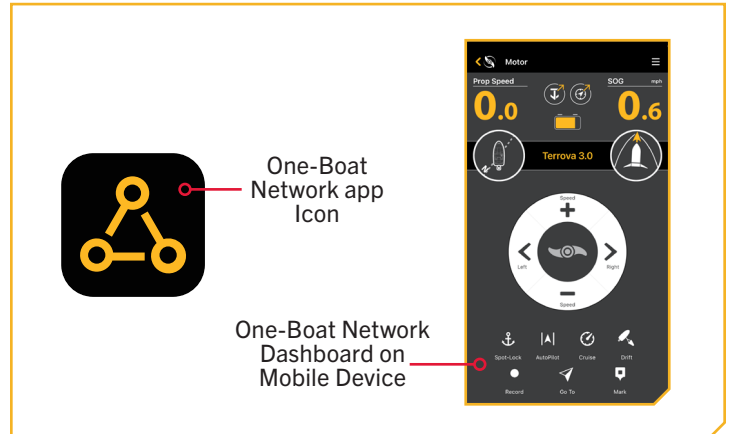 One-Boat
Network app
Icon
Motor
Prop Speed
SOG mph
0.0
0.6
N
Terrova 3.0
Speed
Left
Right
Speed
Spot-Lock AutoPilot Cruise Drift
Record Go To Mark
One-Boat Network
Dashboard on
Mobile Device